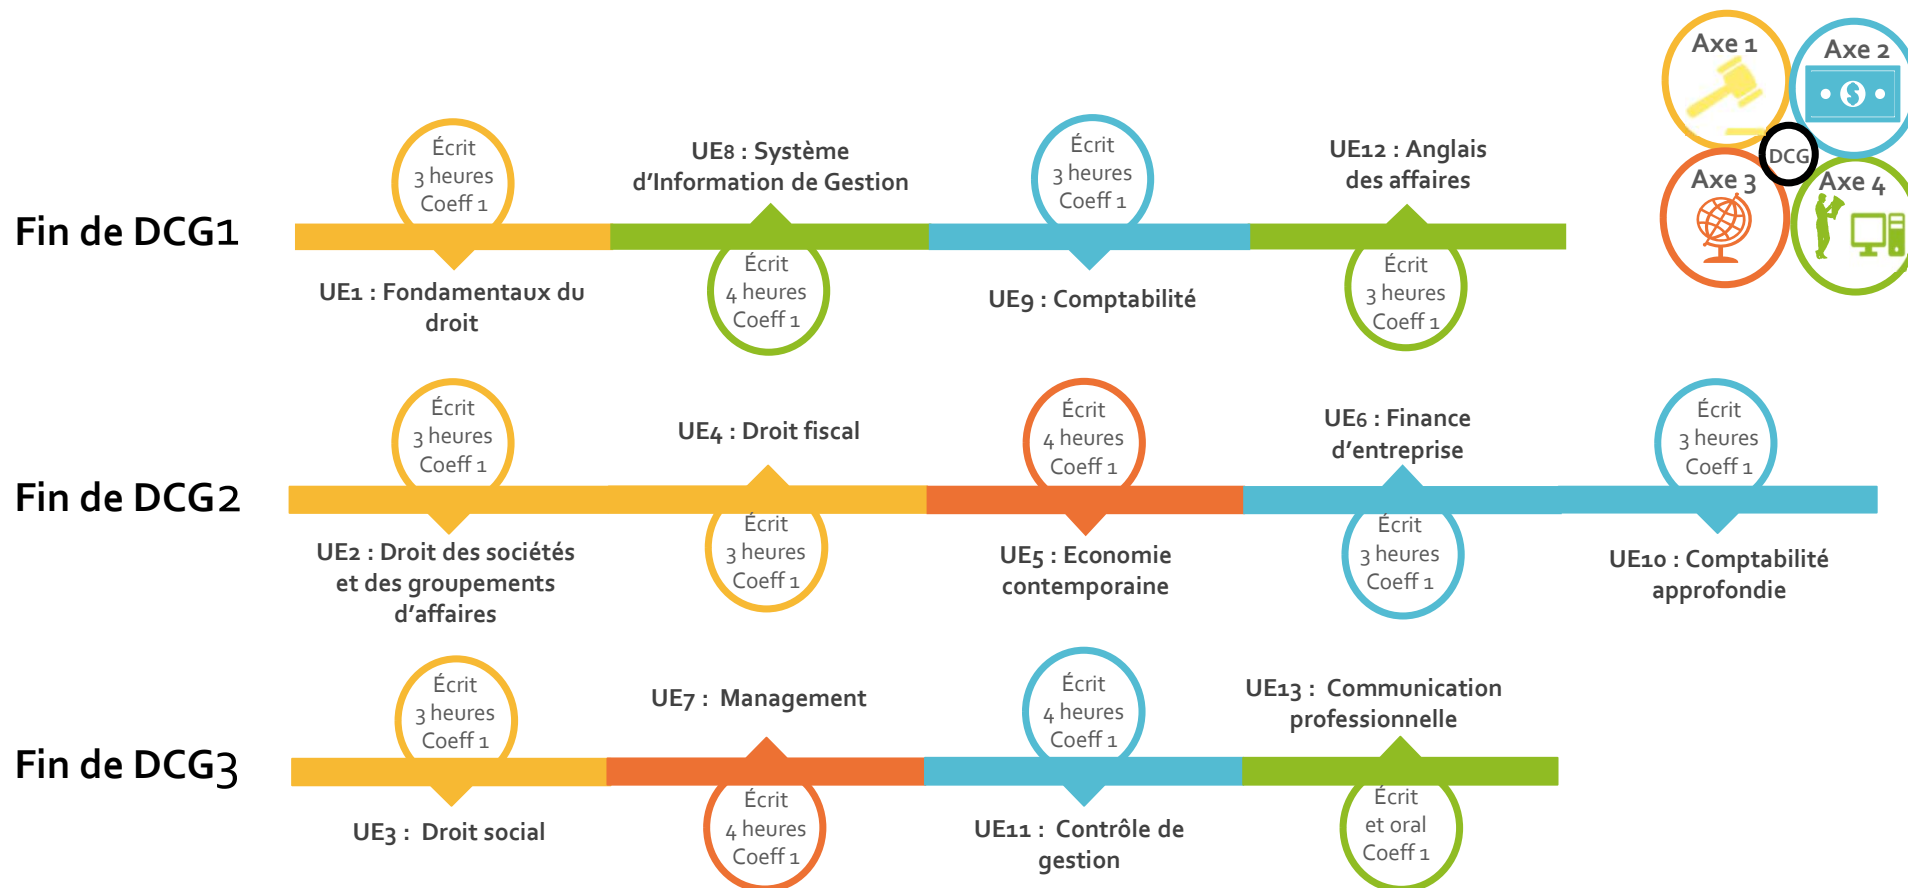 Axe 1
Axe 2
DCG
Axe 3
Axe 4
Fin de DCG1
Écrit
3 heures
Coeff 1
UE1 : Fondamentaux du
droit
UE8 : Système
d’Information de Gestion
Écrit
4 heures
Coeff 1
Écrit
3 heures
Coeff 1
UE9 : Comptabilité
UE12 : Anglais
des affaires
Écrit
3 heures
Coeff 1
Fin de DCG2
Écrit
3 heures
Coeff 1
UE2 : Droit des sociétés
et des groupements
d’affaires
UE4 : Droit fiscal
Écrit
3 heures
Coeff 1
Écrit
4 heures
Coeff 1
UE5 : Economie
contemporaine
UE6 : Finance
d’entreprise
Écrit
3 heures
Coeff 1
Écrit
3 heures
Coeff 1
UE10 : Comptabilité
approfondie
Fin de DCG3
Écrit
3 heures
Coeff 1
UE3 : Droit social
UE7 : Management
Écrit
4 heures
Coeff 1
Écrit
4 heures
Coeff 1
UE11 : Contrôle de
gestion
UE13 : Communication
professionnelle
Écrit
et oral
Coeff 1